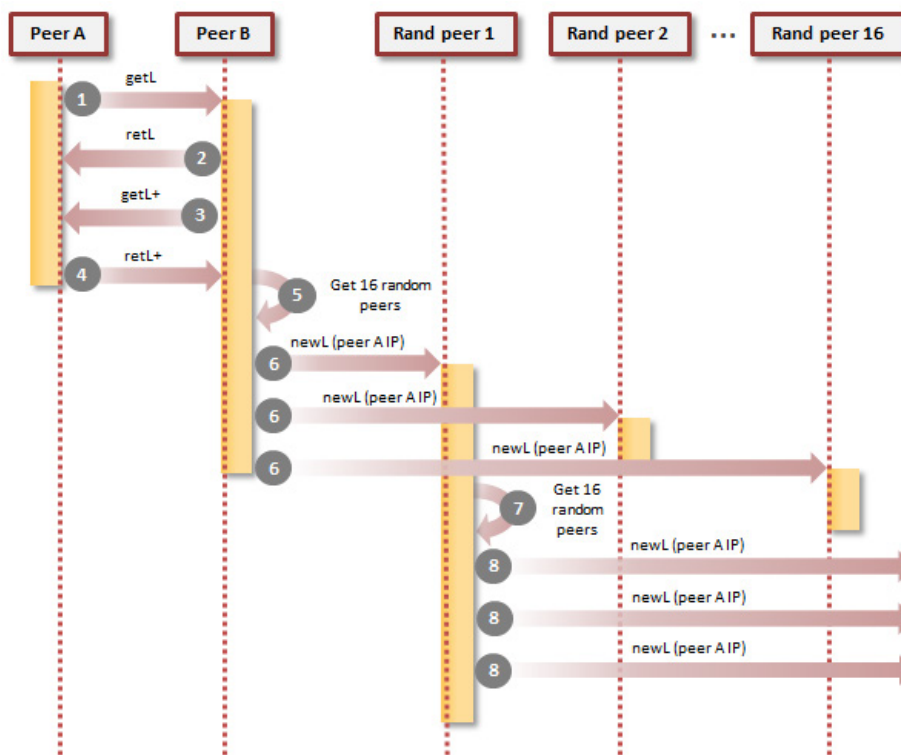 Peer A
Peer B
Rand peer 1
Rand peer 2
...
Rand peer 16
getL
1
retL
2
getL+
3
retL+
4
5
Get 16 random
peers
newL (peer A IP)
6
newL (peer A IP)
6
newL (peer A IP)
6
7
Get 16
random
peers
newL (peer A IP)
8
newL (peer A IP)
8
newL (peer A IP)
8